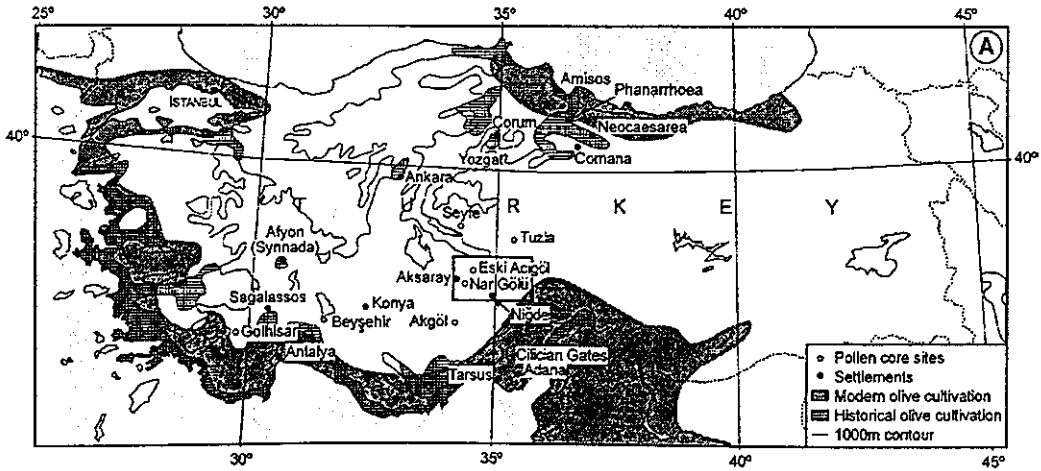 25°
30°
35°
40°
45°
A
Amisos
Phanarrhoea
İSTANBUL
Corum
Neocaesarea
40°
Yozgat
Comana
40°
Ankara
T U R K E Y
Seyfe
Tuzla
Afyon
(Synnada)
Eski Acıgöl
Aksaray
Nar Gölü
Sagalassos
Konya
Niğde
Beyşehir
Akgöl
Golhisar
Antalya
Cilician Gates
Tarsus
Adana
Pollen core sites
Settlements
Modern olive cultivation
Historical olive cultivation
1000m contour
30°
35°
40°
45°